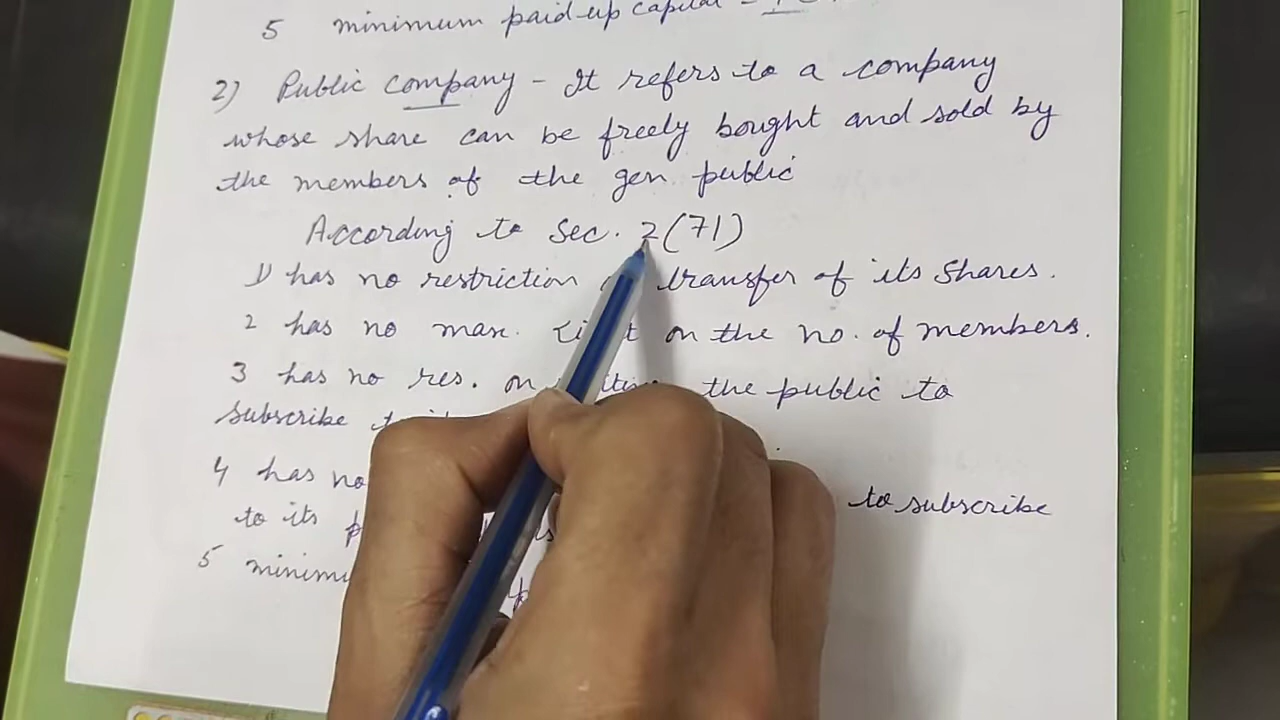 5 minimum paid-up capital -
2) Public company - It refers to a company
whose share can be freely bought and sold by
the members of the gen. public
According to Sec. 2(71)
1) has no restriction transfer of its Shares.
2 has no max. on the no. of members.
3 has no res. on the public to
subscribe
4 has no to subscribe
to its
5